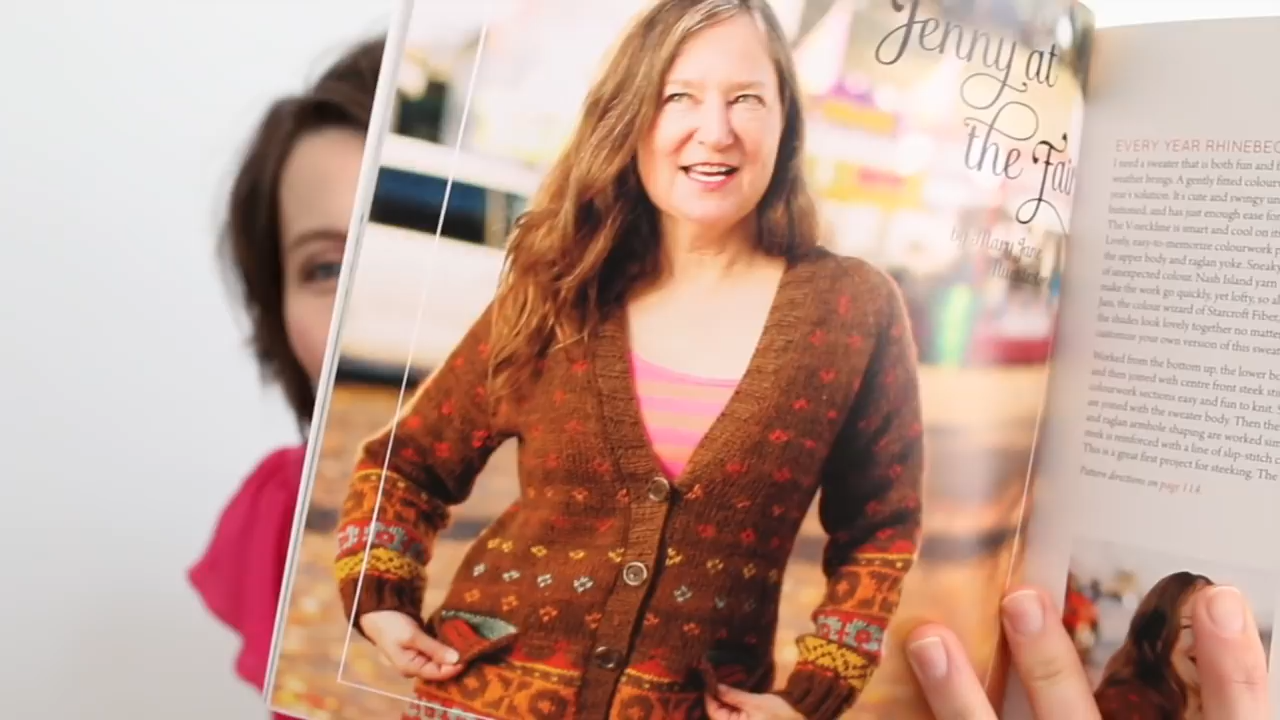 Jenny at
the Fair
by Mary Jane
EVERY YEAR RHINEBEC
I need a sweater that is both fun and
weather brings. A gently fitted colour
year's solution. It's cute and swingy un
buttoned, and has just enough ease fo
The V-neckline is smart and cool on its
Lovely, easy-to-memorize colourwork p
the upper body and raglan yoke. Sneaky
of unexpected colour. Nash Island yarn
make the work go quickly, yet lofty, so a
Jam, the colour wizard of Starcroft Fiber,
the shades look lovely together no matte
customize your own version of this sweat
Worked from the bottom up, the lower bo
and then joined with centre front steek sti
colourwork sections easy and fun to knit.
are joined with the sweater body. Then the
and raglan armhole shaping are worked sim
steek is reinforced with a line of slip-stitch c
This is a great first project for steeking. The
Pattern directions on page 114.